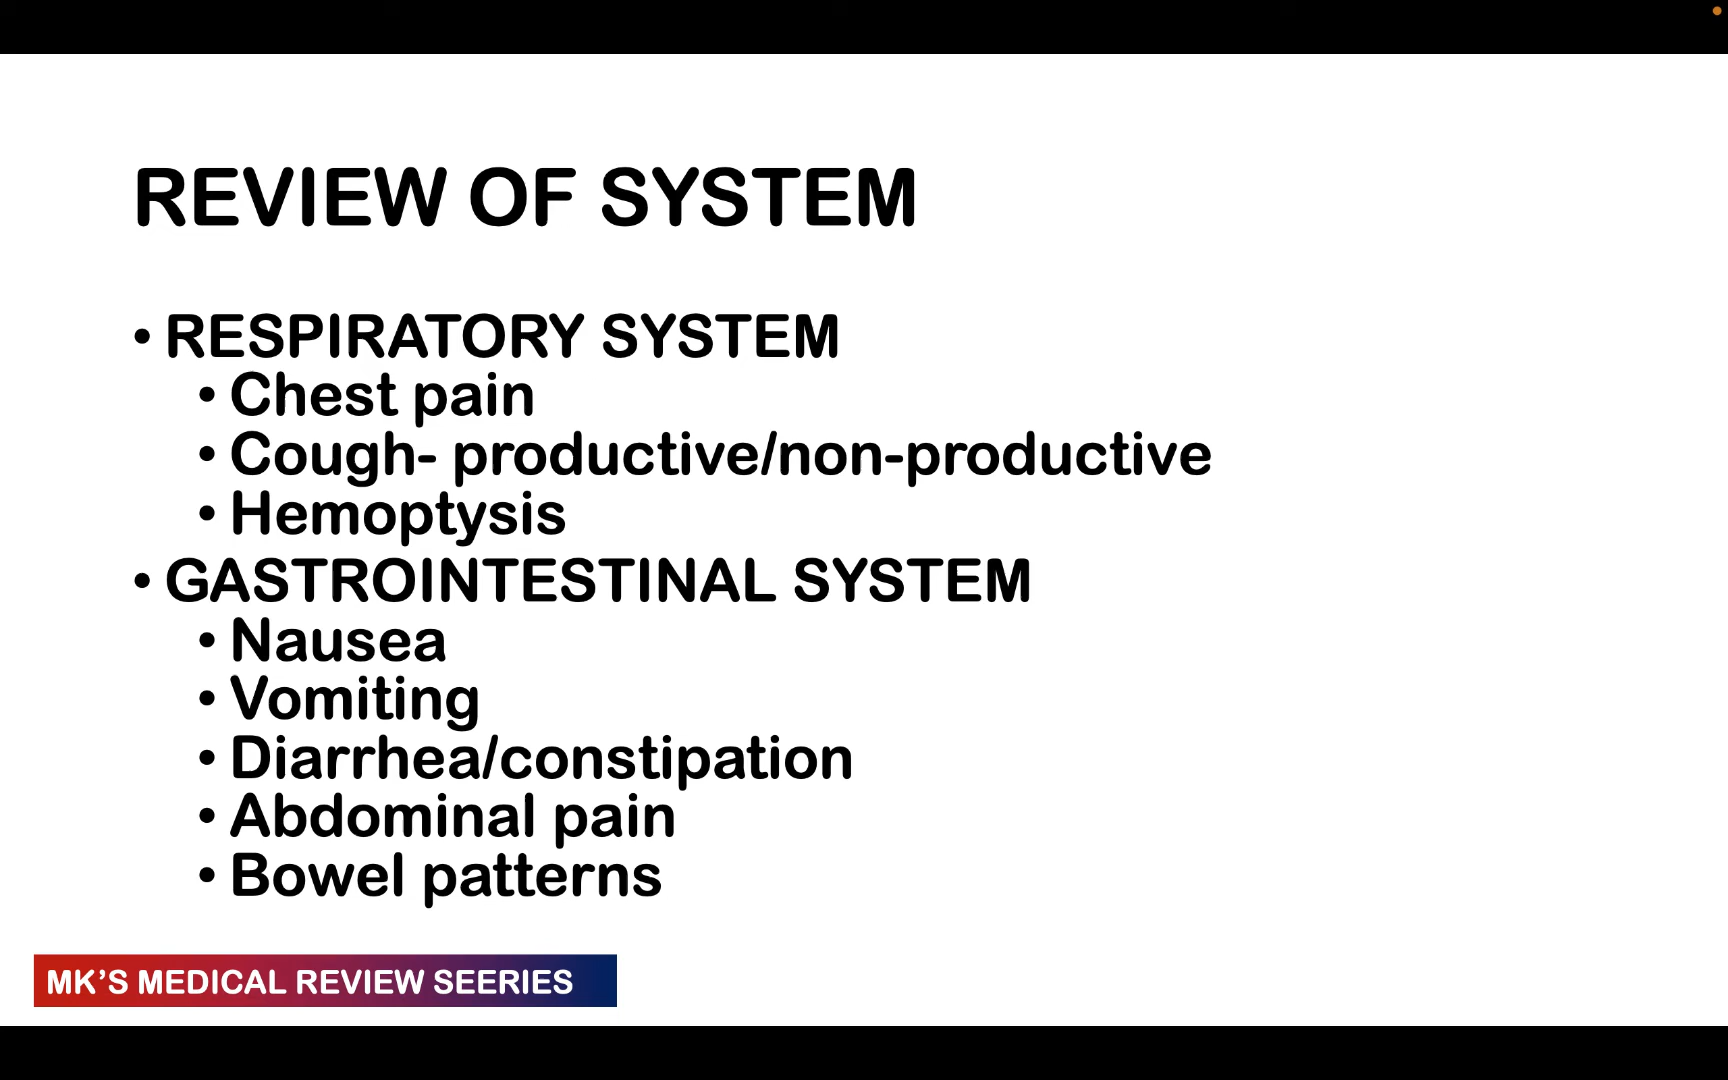 REVIEW OF SYSTEM
• RESPIRATORY SYSTEM
• Chest pain
• Cough- productive/non-productive
• Hemoptysis
• GASTROINTESTINAL SYSTEM
• Nausea
• Vomiting
• Diarrhea/constipation
• Abdominal pain
• Bowel patterns
MK’S MEDICAL REVIEW SEERIES